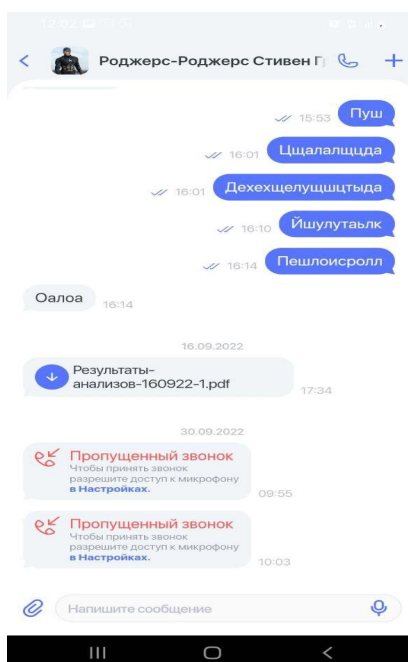 Роджерс-Роджерс Стивен Г
15:53 Пуш
16:01 Цщалалщцда
16:01 Дехехщелущшцтыда
16:10 Йшулутаьлк
16:14 Пешлоисролл
Оалоа 16:14
16.09.2022
Результаты-
анализов-160922-1.pdf
17:34
30.09.2022
Пропущенный звонок
Чтобы принять звонок
разрешите доступ к микрофону
в Настройках.
09:55
Пропущенный звонок
Чтобы принять звонок
разрешите доступ к микрофону
в Настройках.
10:03
Напишите сообщение